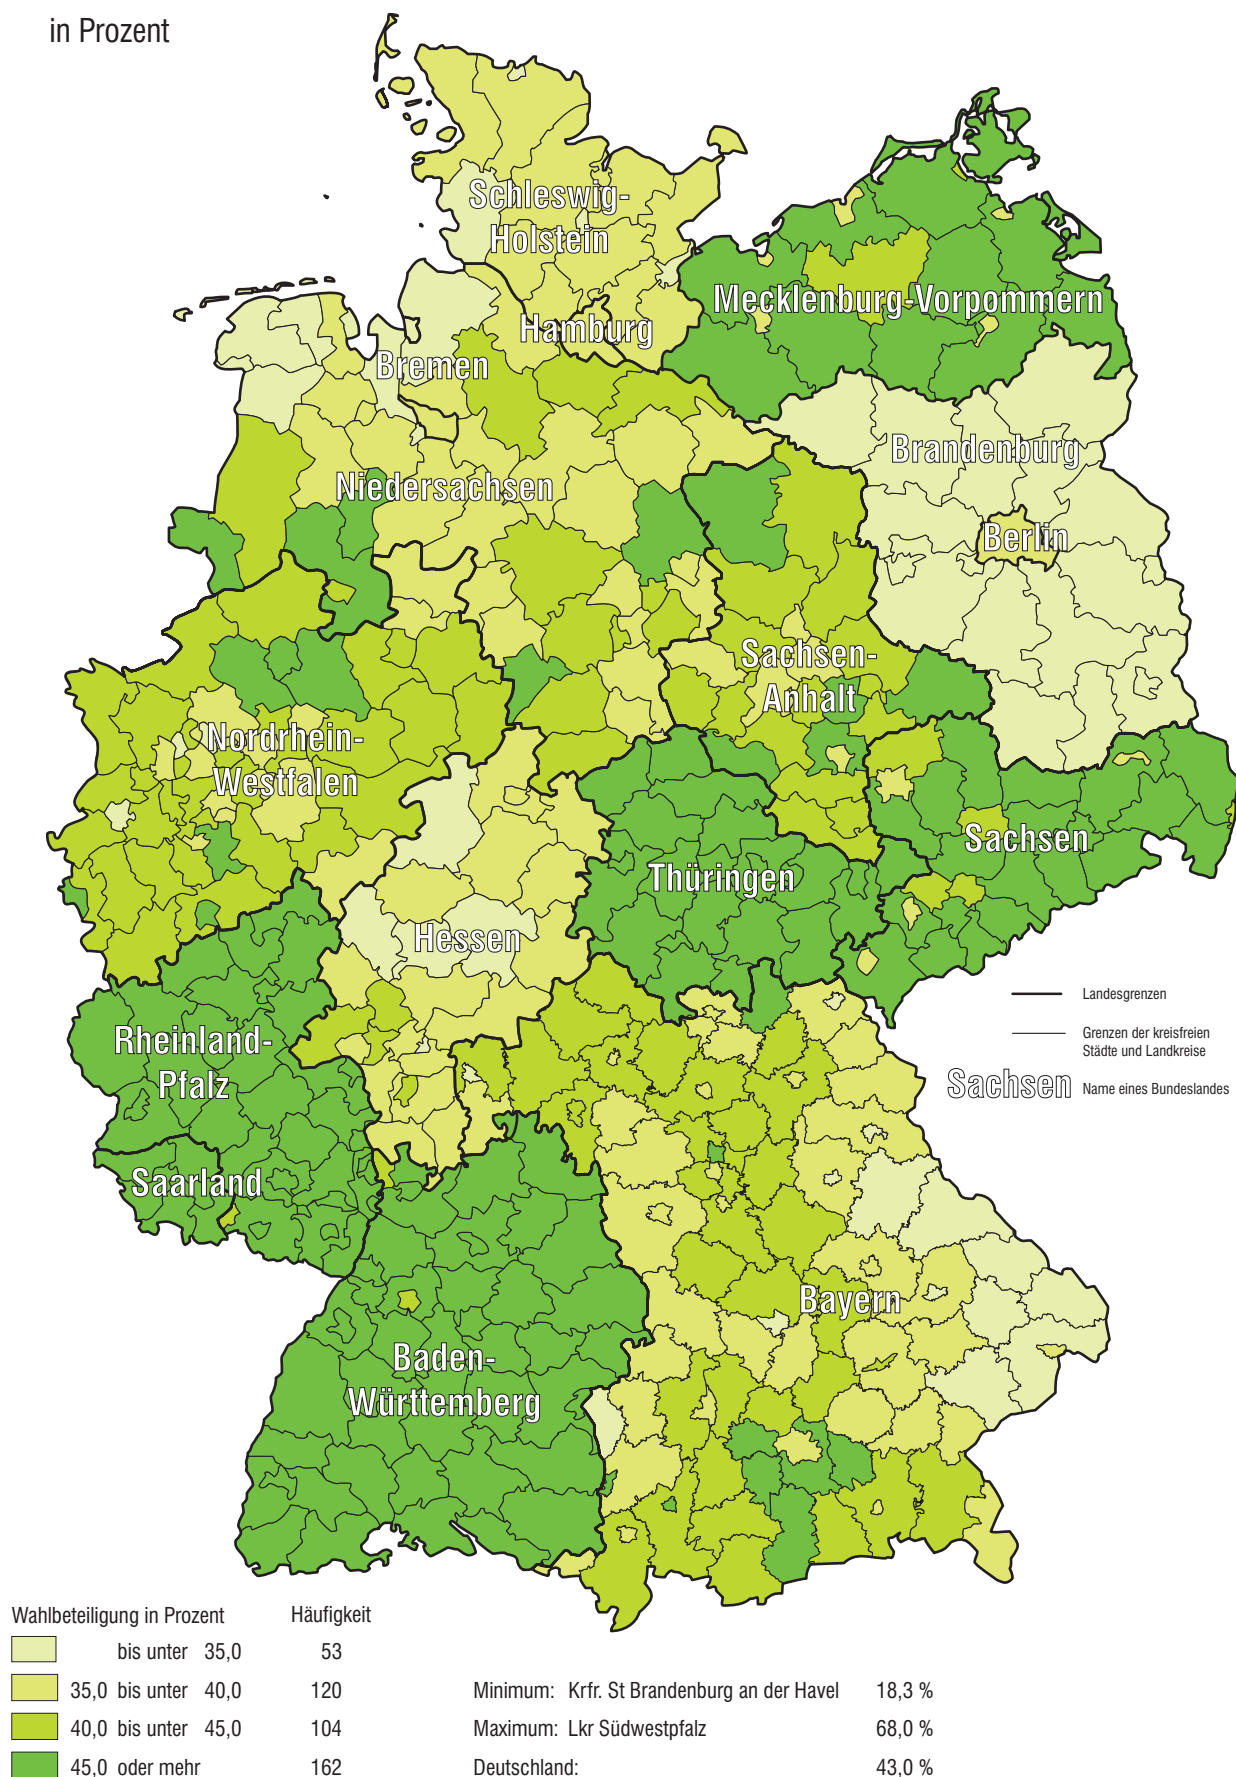 in Prozent
Schleswig-
Holstein
Mecklenburg-Vorpommern
Hamburg
Bremen
Brandenburg
Niedersachsen
Berlin
Sachsen-
Anhalt
Nordrhein-
Westfalen
Sachsen
Thüringen
Hessen
Landesgrenzen
Grenzen der kreisfreien
Städte und Landkreise
Sachsen Name eines Bundeslandes
Rheinland-
Pfalz
Saarland
Bayern
Baden-
Württemberg
Wahlbeteiligung in Prozent Häufigkeit
bis unter 35,0 53
35,0 bis unter 40,0 120
40,0 bis unter 45,0 104
45,0 oder mehr 162
Minimum: Krfr. St Brandenburg an der Havel 18,3 %
Maximum: Lkr Südwestpfalz 68,0 %
Deutschland: 43,0 %